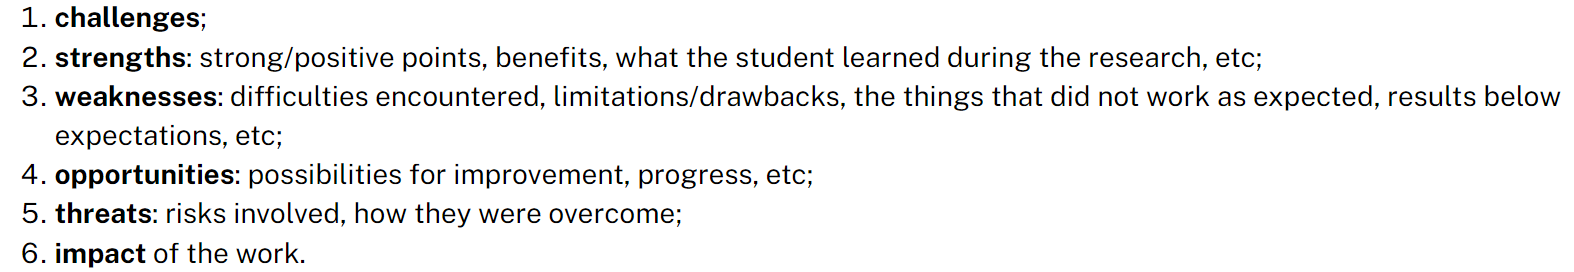 1. challenges;
2. strengths: strong/positive points, benefits, what the student learned during the research, etc;
3. weaknesses: difficulties encountered, limitations/drawbacks, the things that did not work as expected, results below
expectations, etc;
4. opportunities: possibilities for improvement, progress, etc;
5. threats: risks involved, how they were overcome;
6. impact of the work.